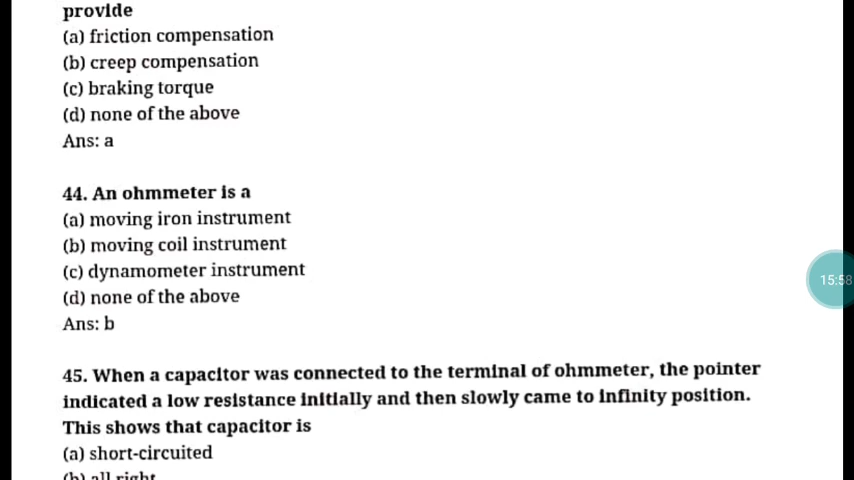 provide
(a) friction compensation
(b) creep compensation
(c) braking torque
(d) none of the above
Ans: a
44. An ohmmeter is a
(a) moving iron instrument
(b) moving coil instrument
(c) dynamometer instrument
(d) none of the above
Ans: b
15:58
45. When a capacitor was connected to the terminal of ohmmeter, the pointer
indicated a low resistance initially and then slowly came to infinity position.
This shows that capacitor is
(a) short-circuited
(b) all right